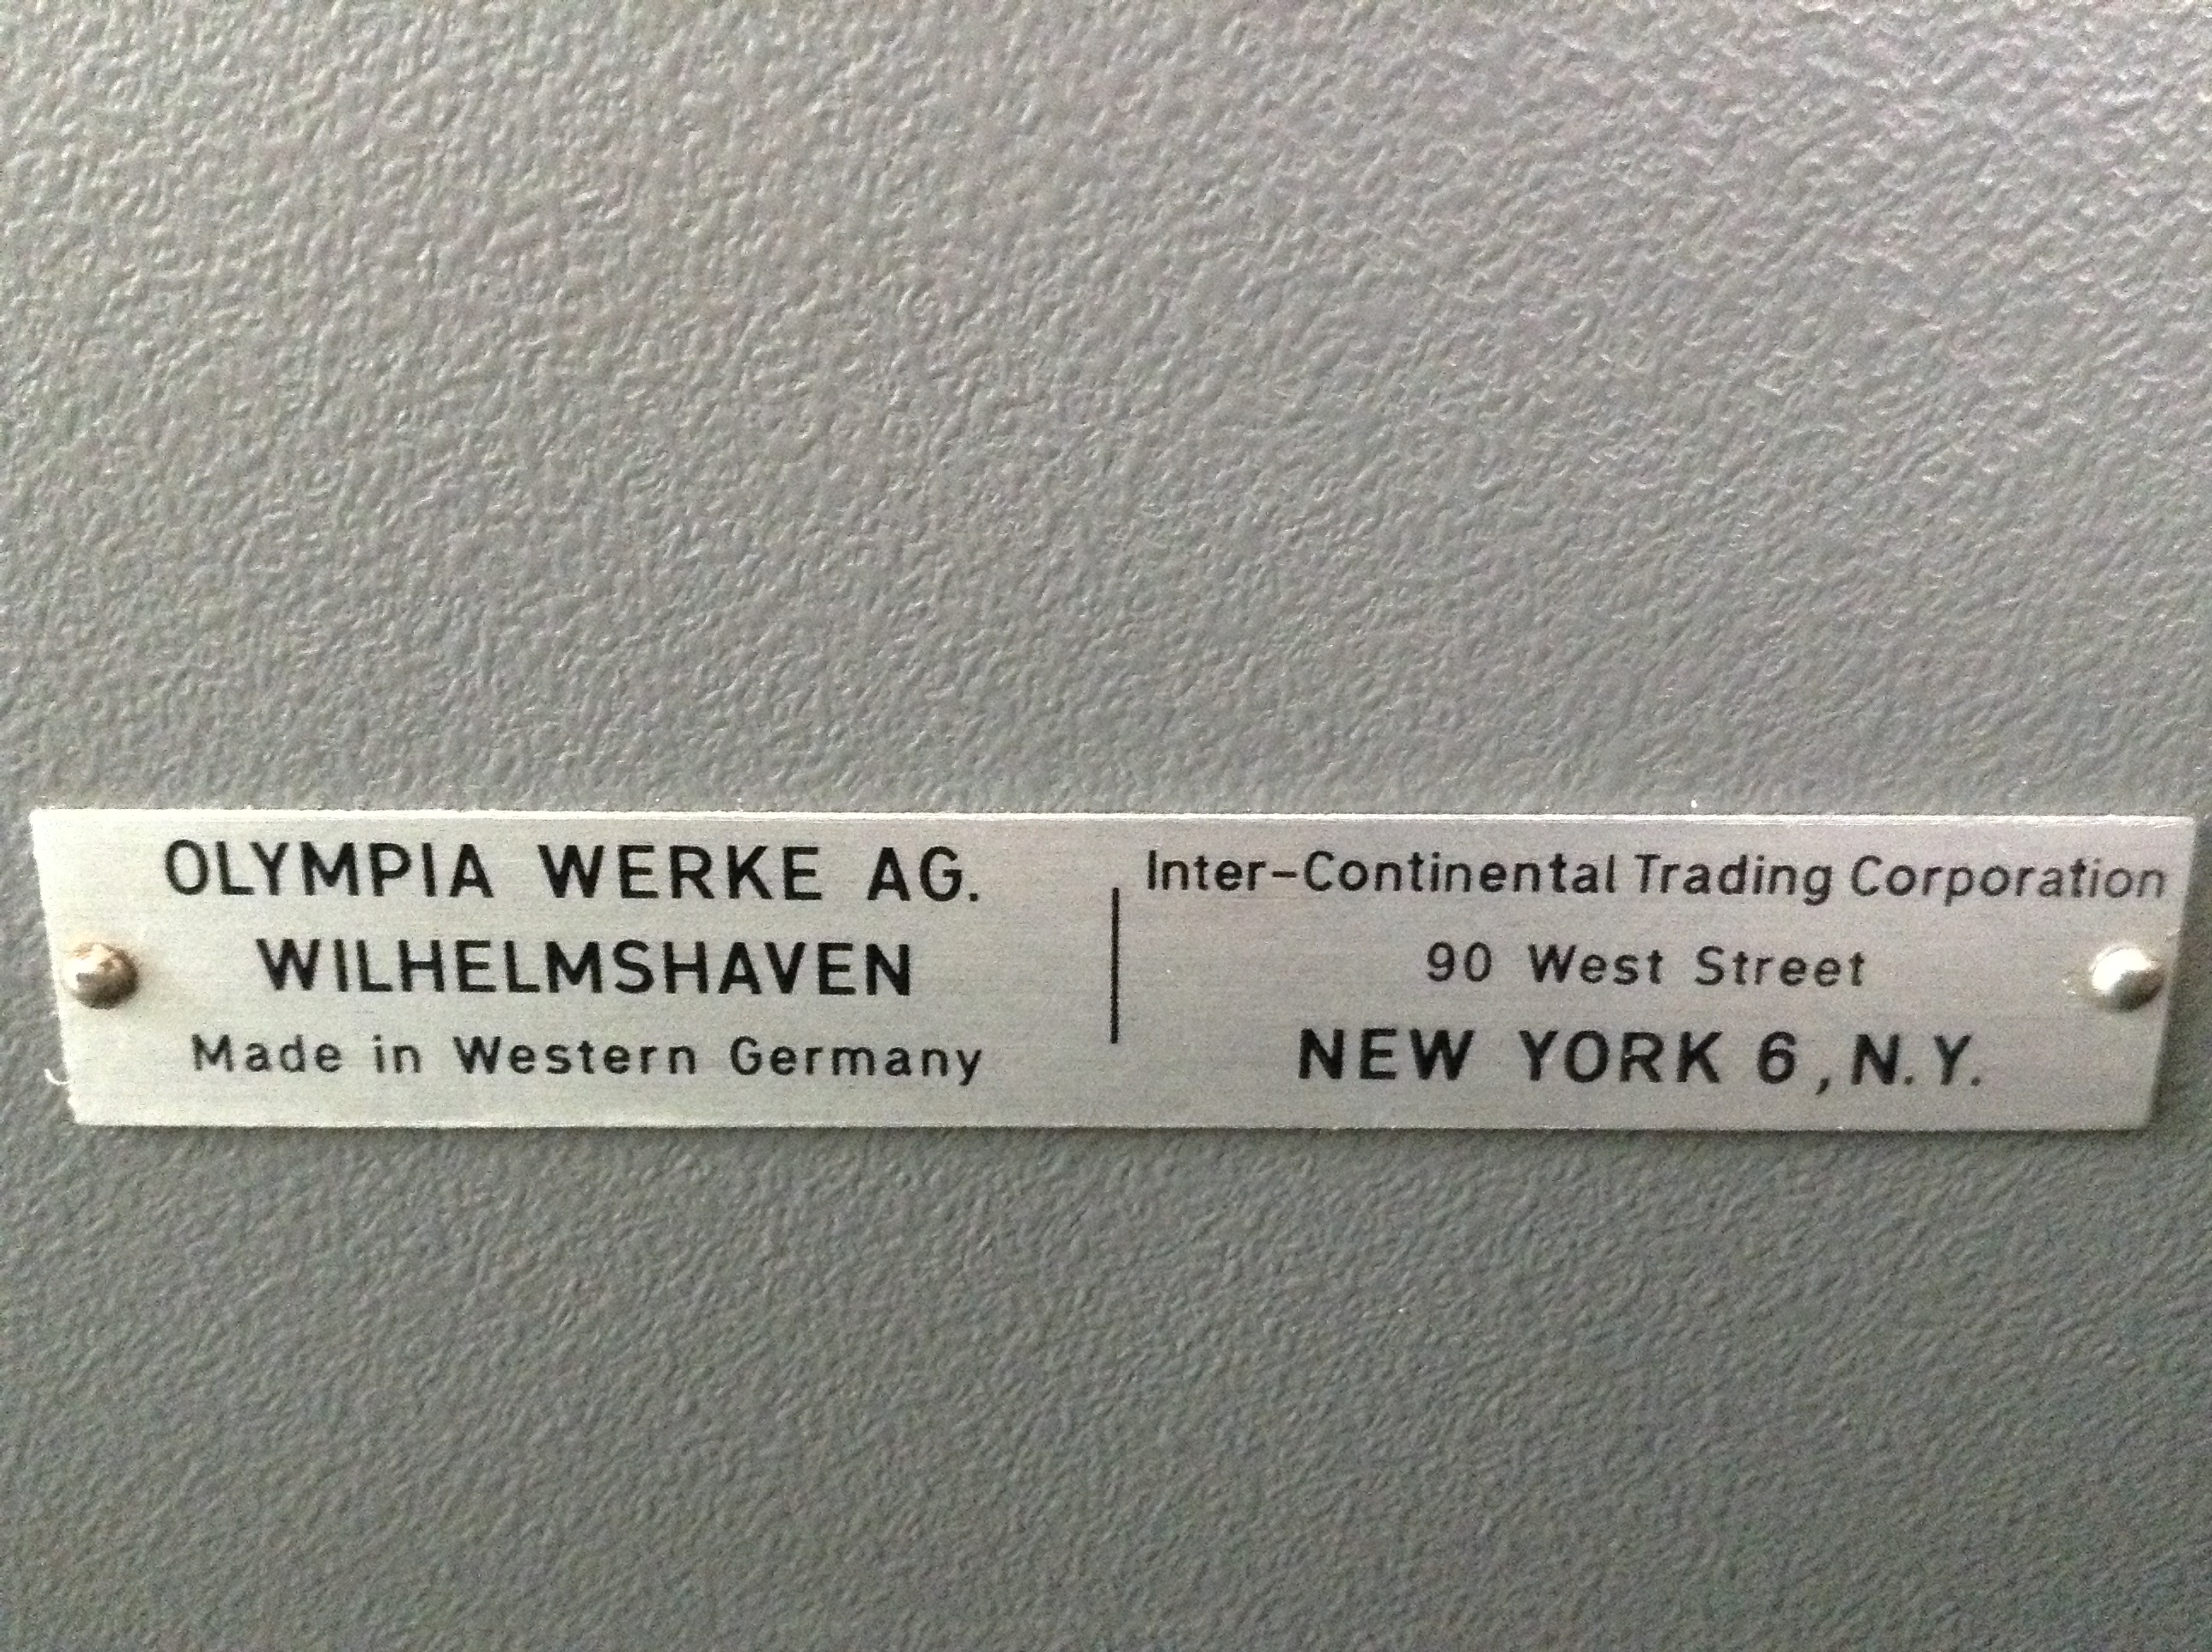 OLYMPIA WERKE AG.
WILHELMSHAVEN
Made in Western Germany
Inter-Continental Trading Corporation
90 West Street
NEW YORK 6, N.Y.